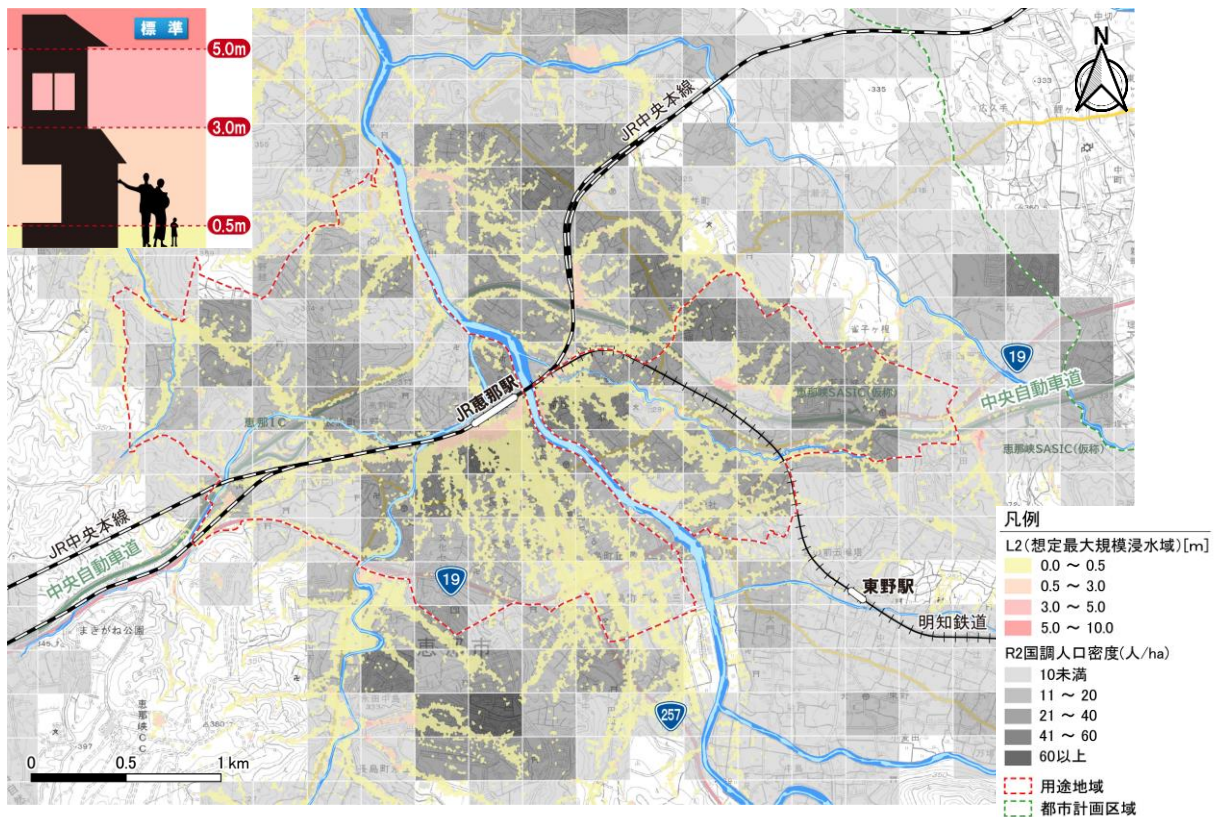 標 準
5.0m
3.0m
0.5m
N
JR中央本線
恵那IC
JR恵那駅
雀子ヶ根
19
中央自動車道
恵那峡SASIC(仮称)
恵那峡SASIC(仮称)
JR中央本線
中央自動車道
まきがね公園
19
恵那市
東野駅
明知鉄道
恵那峡CC
257
0
0.5
1 km
凡例
L2(想定最大規模浸水域)[m]
0.0 ～ 0.5
0.5 ～ 3.0
3.0 ～ 5.0
5.0 ～ 10.0
R2国調人口密度(人/ha)
10未満
11 ～ 20
21 ～ 40
41 ～ 60
60以上
用途地域
都市計画区域